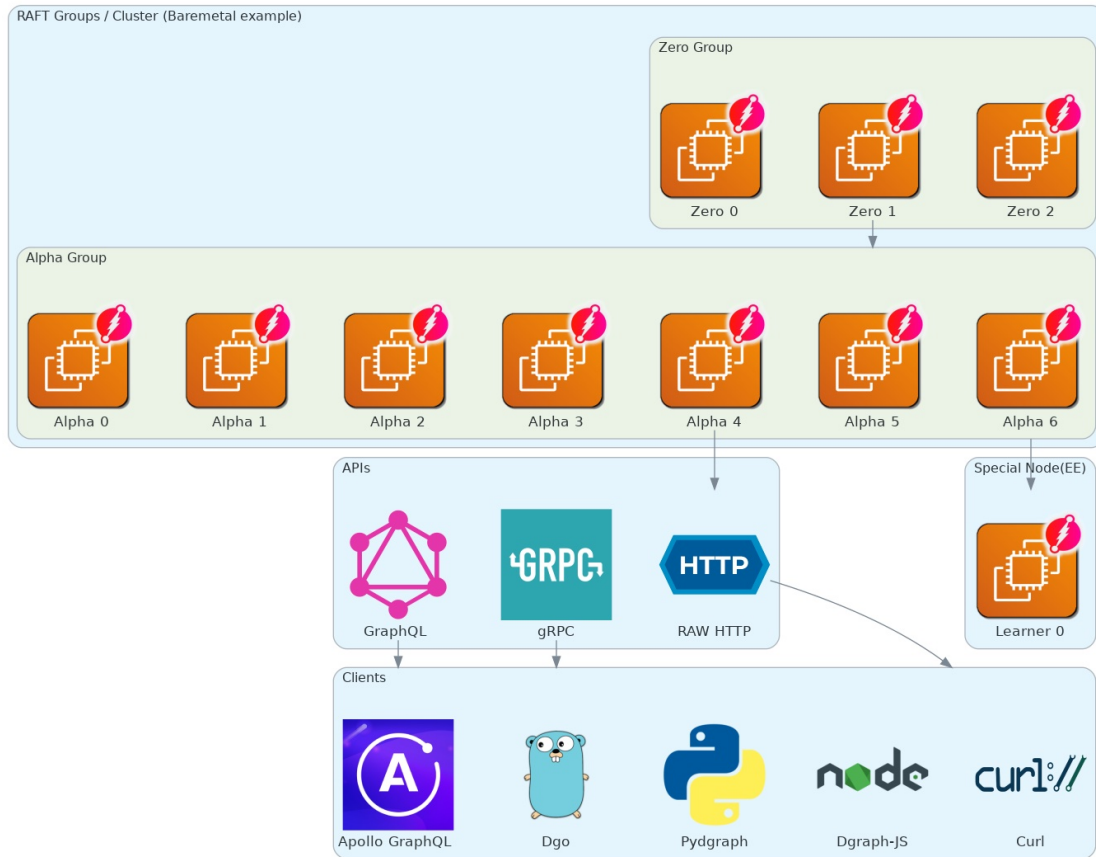 RAFT Groups / Cluster (Baremetal example)
Zero Group
Zero 0
Zero 1
Zero 2
Alpha Group
Alpha 0
Alpha 1
Alpha 2
Alpha 3
Alpha 4
Alpha 5
Alpha 6
APIs
Special Node(EE)
GRPC
HTTP
GraphQL
gRPC
RAW HTTP
Learner 0
Clients
A
node
curl://
Apollo GraphQL
Dgo
Pydgraph
Dgraph-JS
Curl